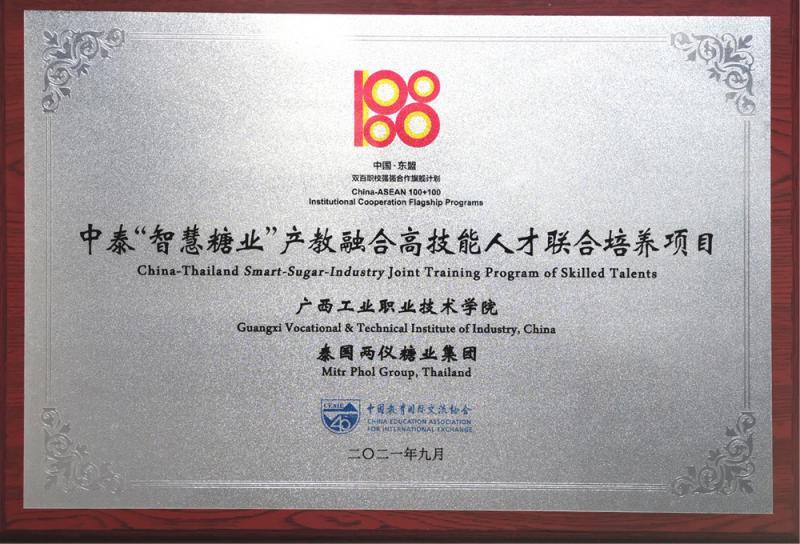 中国·东盟
双百职校强强合作旗舰计划
China-ASEAN 100+100
Institutional Cooperation Flagship Programs
中泰“智慧糖业”产教融合高技能人才联合培养项目
China-Thailand Smart-Sugar-Industry Joint Training Program of Skilled Talents
广西工业职业技术学院
Guangxi Vocational & Technical Institute of Industry, China
泰国两仪糖业集团
Mitr Phol Group, Thailand
CEAIE
40
中国教育国际交流协会
CHINA EDUCATION ASSOCIATION
FOR INTERNATIONAL EXCHANGE
二〇二一年九月